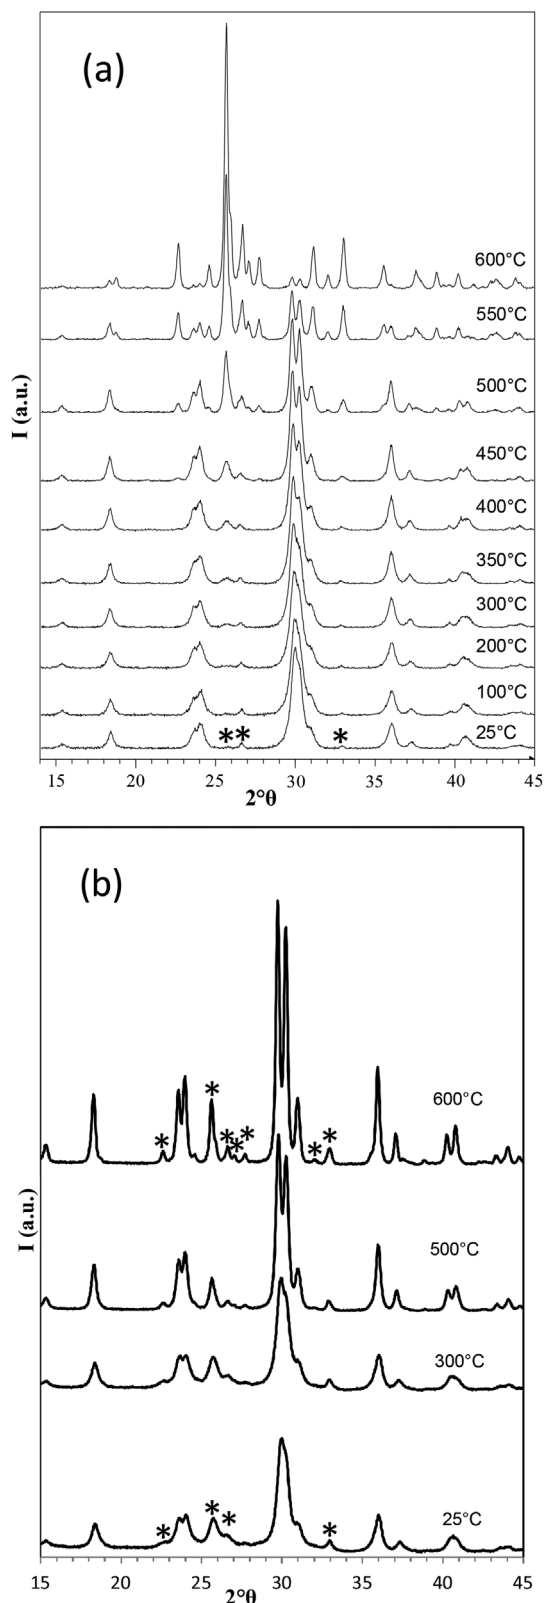 (a)
600°C
550°C
500°C
450°C
400°C
350°C
300°C
200°C
100°C
25°C
* * *
I (a.u.)
15 20 25 30 35 40 45
2°θ
(b)
600°C
* * * * * * *
500°C
300°C
25°C
* * * *
I (a.u.)
15 20 25 30 35 40 45
2°θ